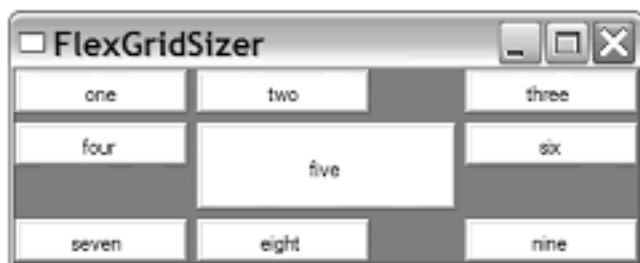 FlexGridSizer
one two three
four five six
seven eight nine